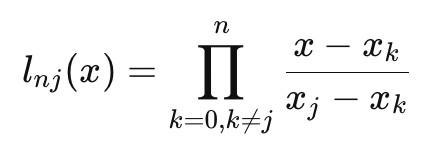 l_{nj}(x) = \prod_{k=0, k \neq j}^{n} \frac{x - x_k}{x_j - x_k}